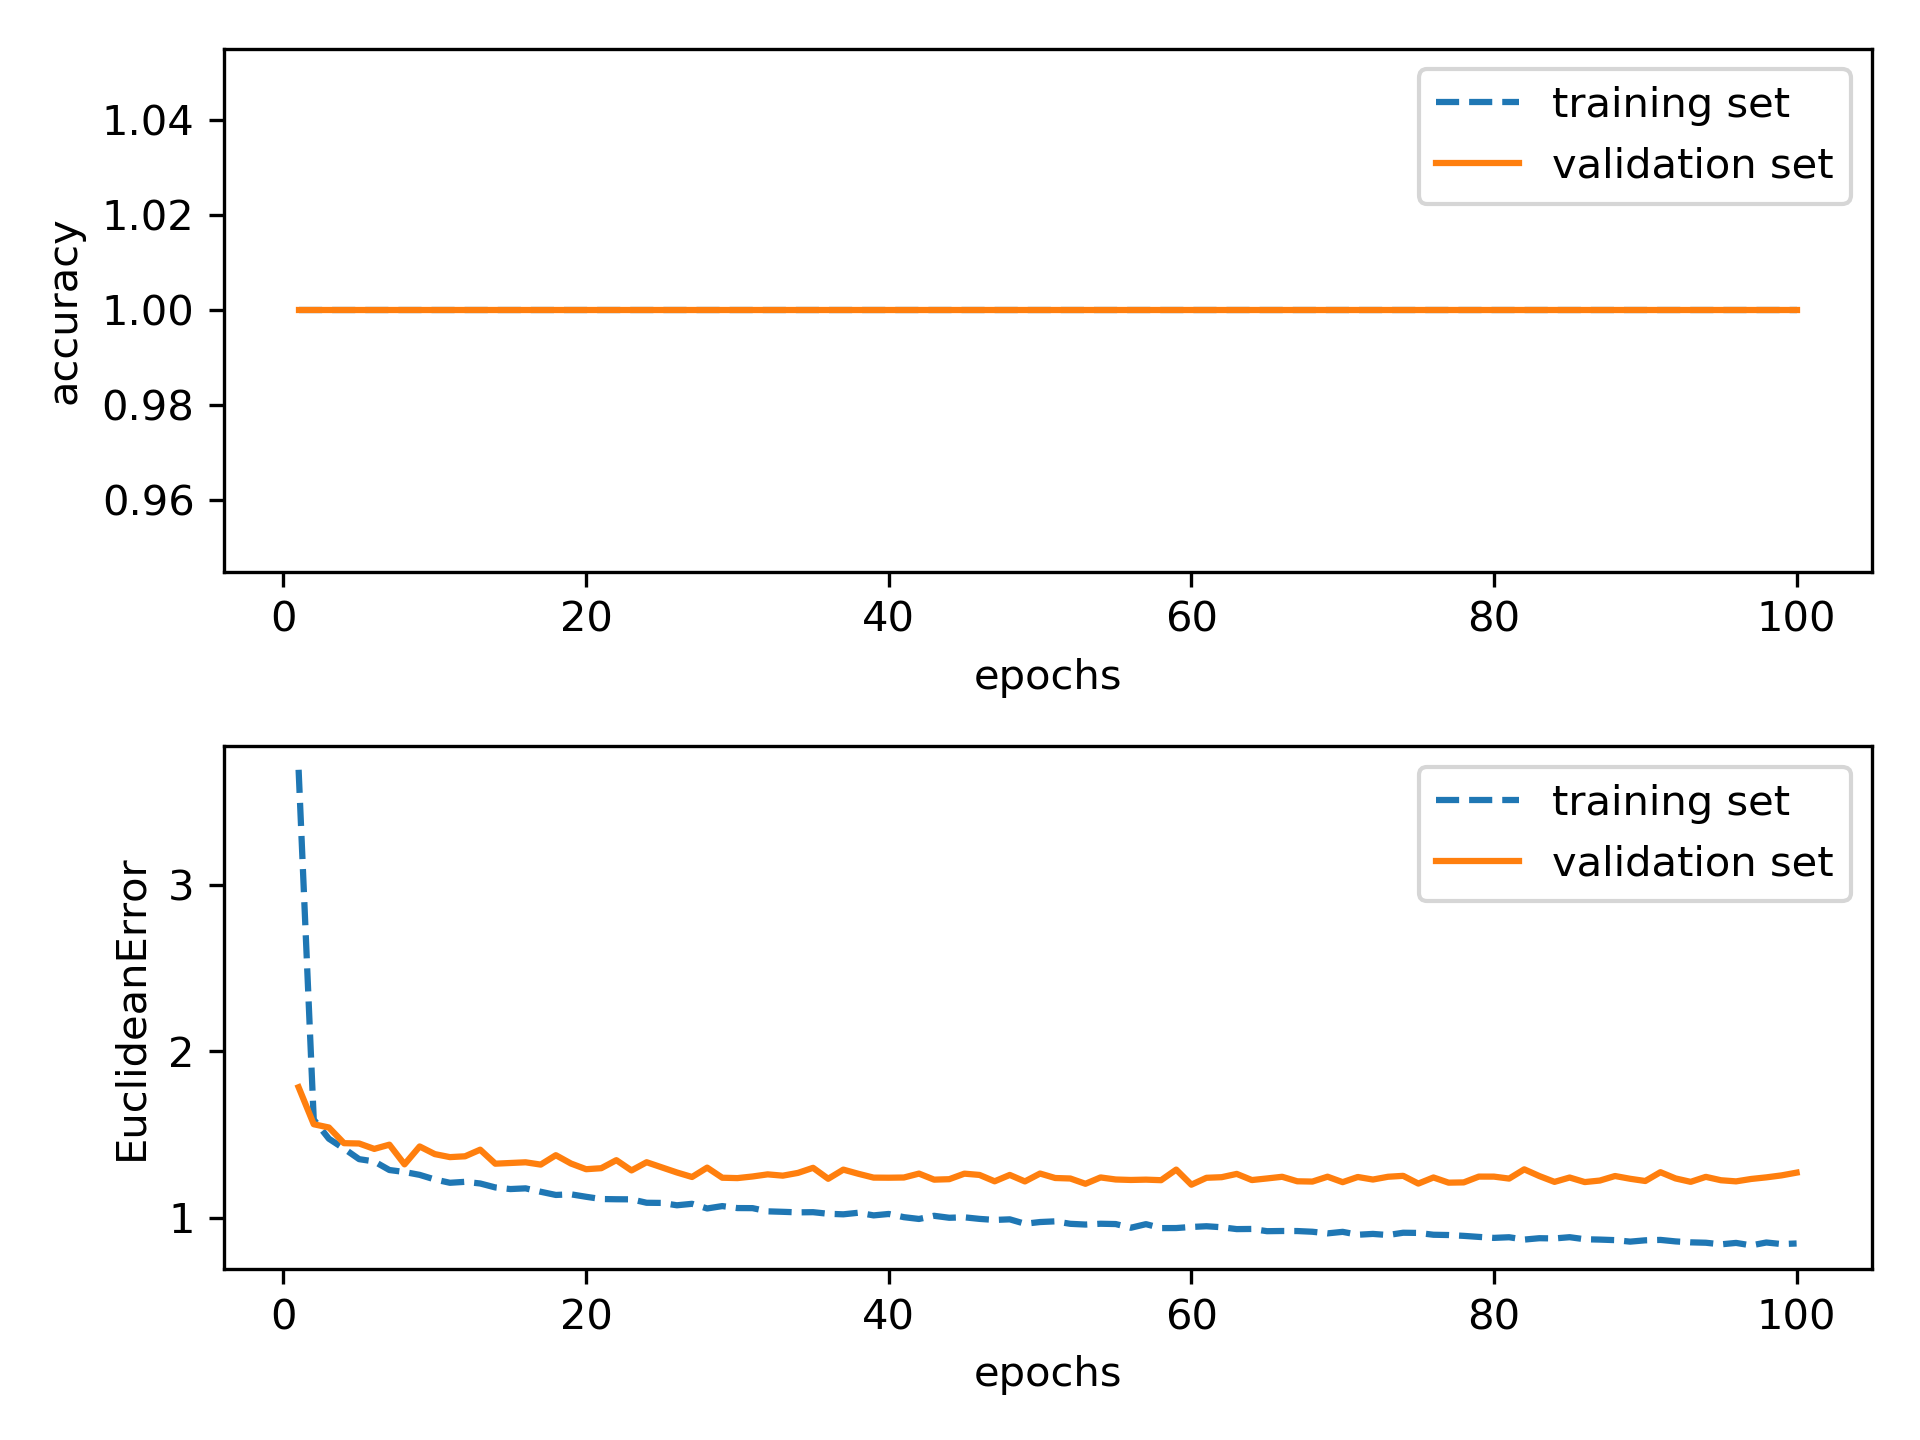 accuracy
1.04
1.02
1.00
0.98
0.96
training set
validation set
0 20 40 60 80 100
epochs
EuclideanError
3
2
1
training set
validation set
0 20 40 60 80 100
epochs